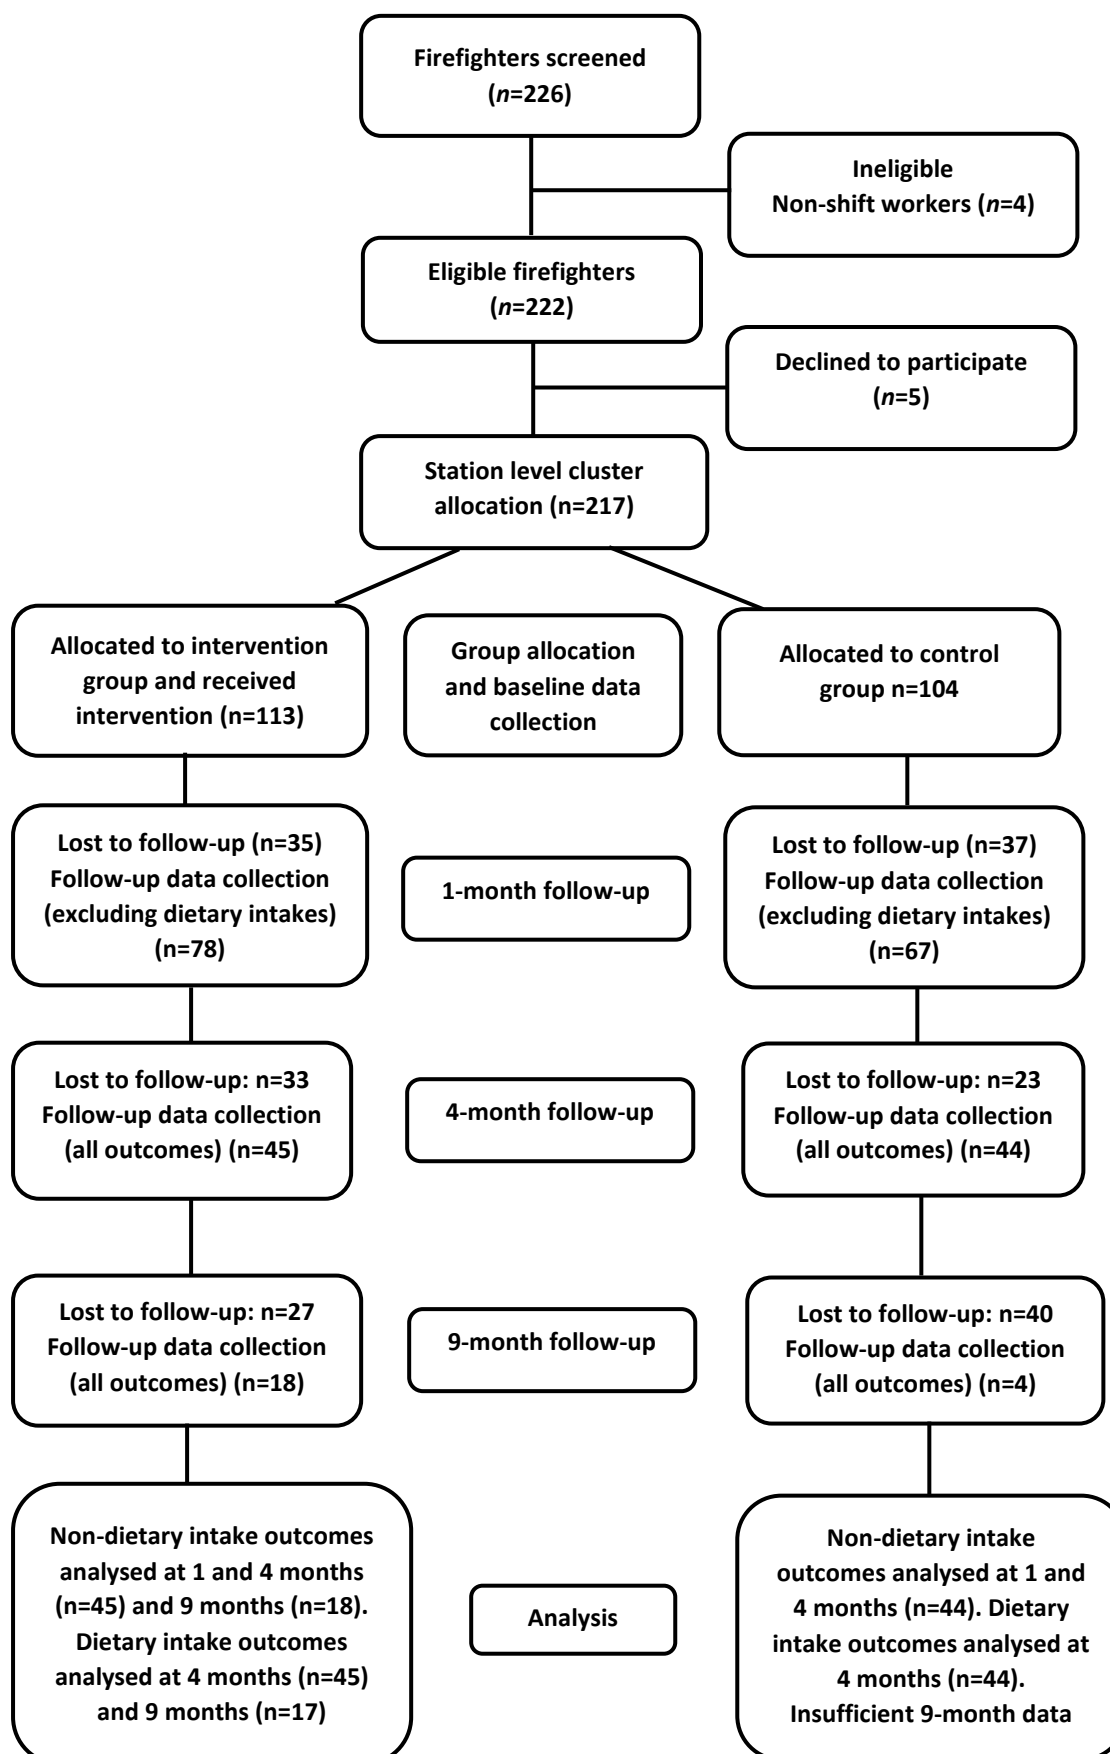 Firefighters screened
(n=226)
Ineligible
Non-shift workers (n=4)
Eligible firefighters
(n=222)
Declined to participate
(n=5)
Station level cluster
allocation (n=217)
Allocated to intervention
group and received
intervention (n=113)
Group allocation
and baseline data
collection
Allocated to control
group n=104
Lost to follow-up (n=35)
Follow-up data collection
(excluding dietary intakes)
(n=78)
1-month follow-up
Lost to follow-up (n=37)
Follow-up data collection
(excluding dietary intakes)
(n=67)
Lost to follow-up: n=33
Follow-up data collection
(all outcomes) (n=45)
4-month follow-up
Lost to follow-up: n=23
Follow-up data collection
(all outcomes) (n=44)
Lost to follow-up: n=27
Follow-up data collection
(all outcomes) (n=18)
9-month follow-up
Lost to follow-up: n=40
Follow-up data collection
(all outcomes) (n=4)
Non-dietary intake outcomes
analysed at 1 and 4 months
(n=45) and 9 months (n=18).
Dietary intake outcomes
analysed at 4 months (n=45)
and 9 months (n=17)
Analysis
Non-dietary intake
outcomes analysed at 1 and
4 months (n=44). Dietary
intake outcomes analysed at
4 months (n=44).
Insufficient 9-month data